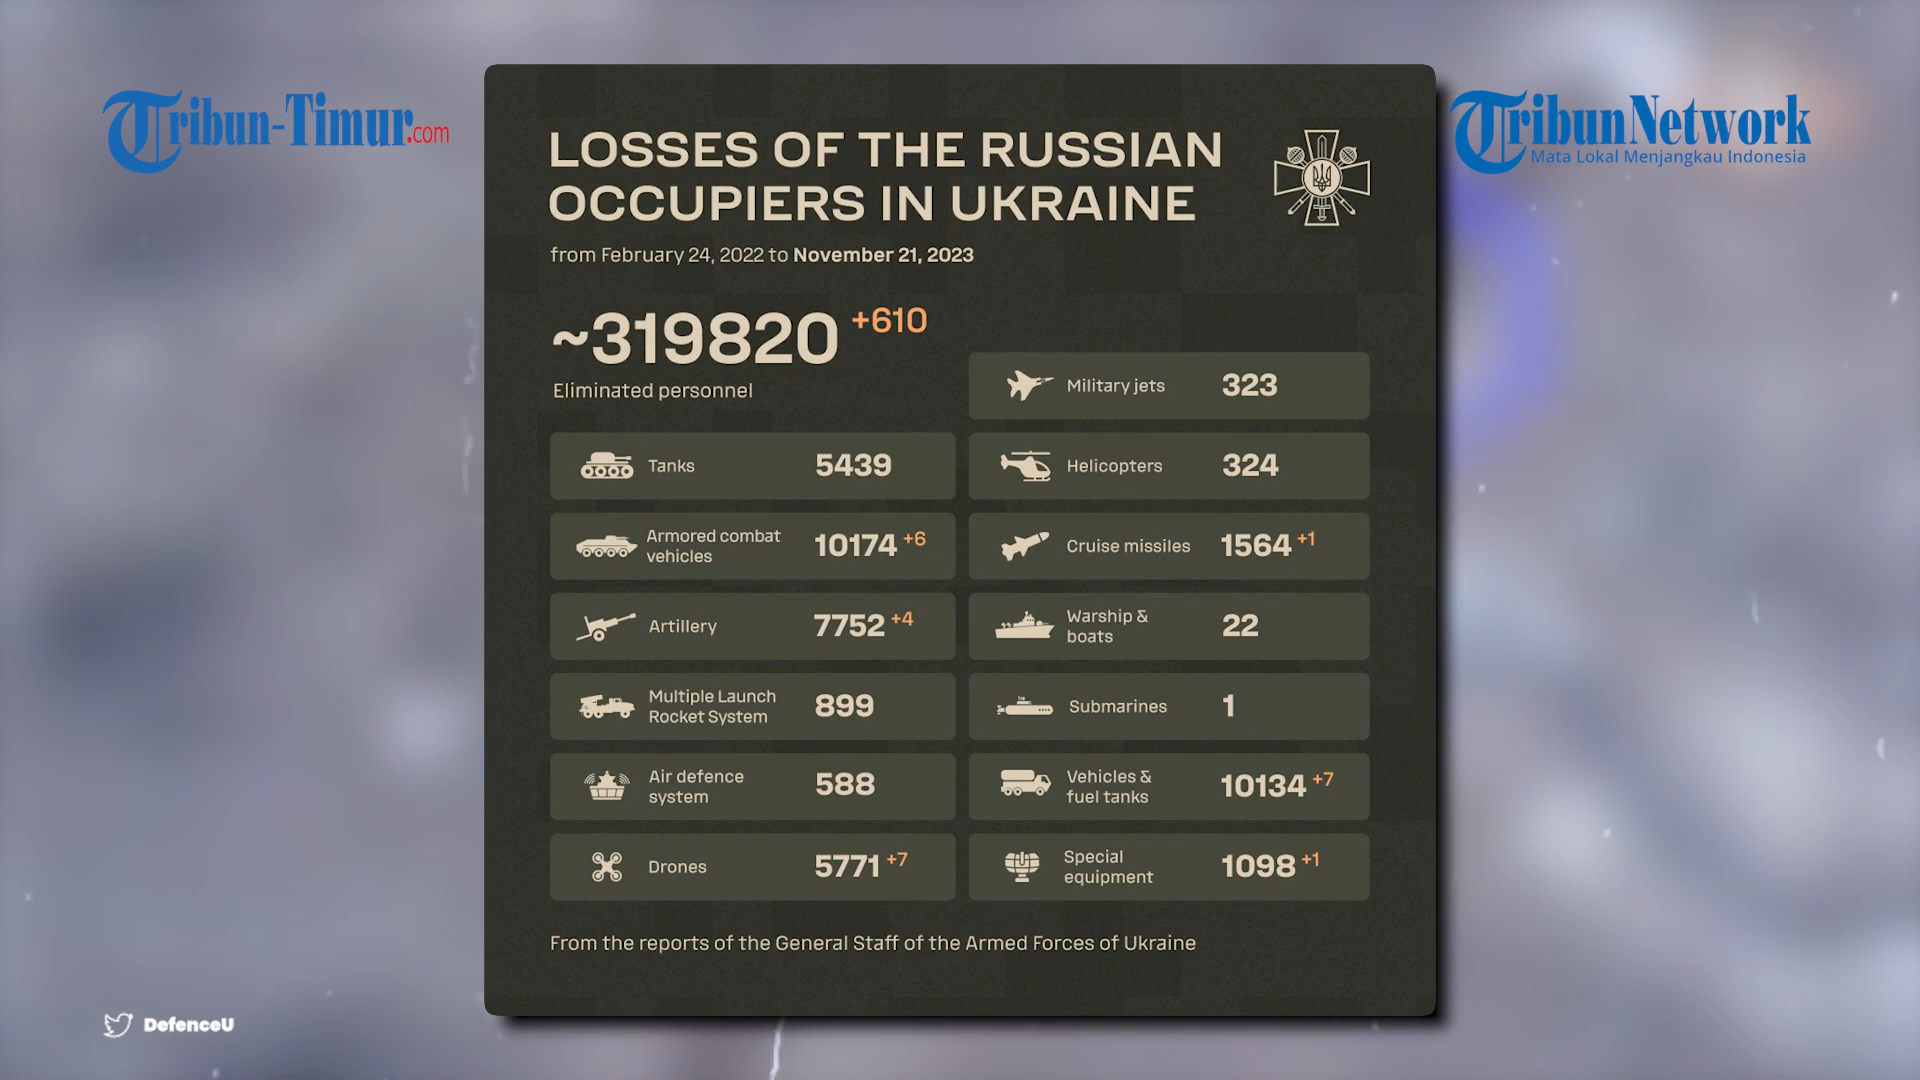 Tribun-Timur.com
TribunNetwork
Mata Lokal Menjangkau Indonesia
LOSSES OF THE RUSSIAN
OCCUPIERS IN UKRAINE
from February 24, 2022 to November 21, 2023
~319820 +610
Eliminated personnel
Military jets 323
Tanks 5439
Helicopters 324
Armored combat
vehicles 10174 +6
Cruise missiles 1564 +1
Artillery 7752 +4
Warship &
boats 22
Multiple Launch
Rocket System 899
Submarines 1
Air defence
system 588
Vehicles &
fuel tanks 10134 +7
Drones 5771 +7
Special
equipment 1098 +1
From the reports of the General Staff of the Armed Forces of Ukraine
DefenceU